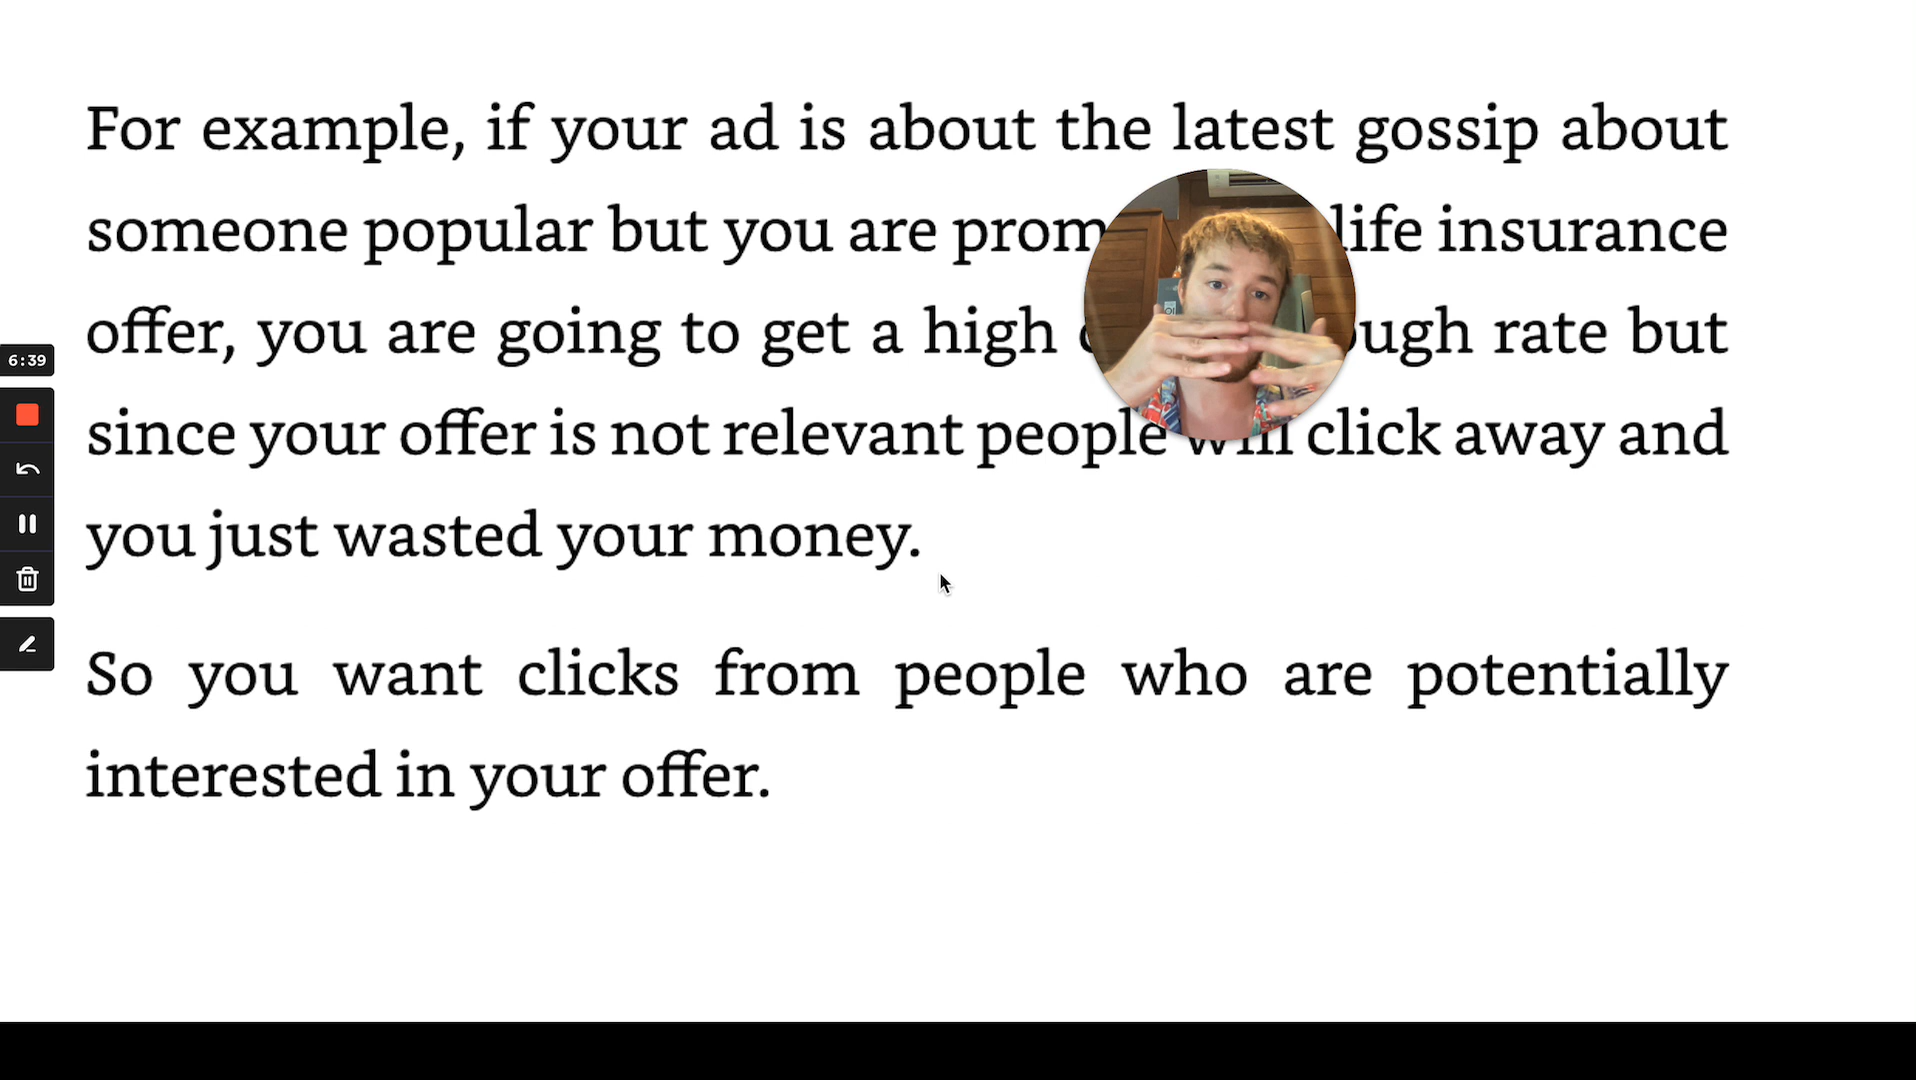 For example, if your ad is about the latest gossip about
someone popular but you are prom life insurance
offer, you are going to get a high ugh rate but
since your offer is not relevant people will click away and
you just wasted your money.
6:39
So you want clicks from people who are potentially
interested in your offer.